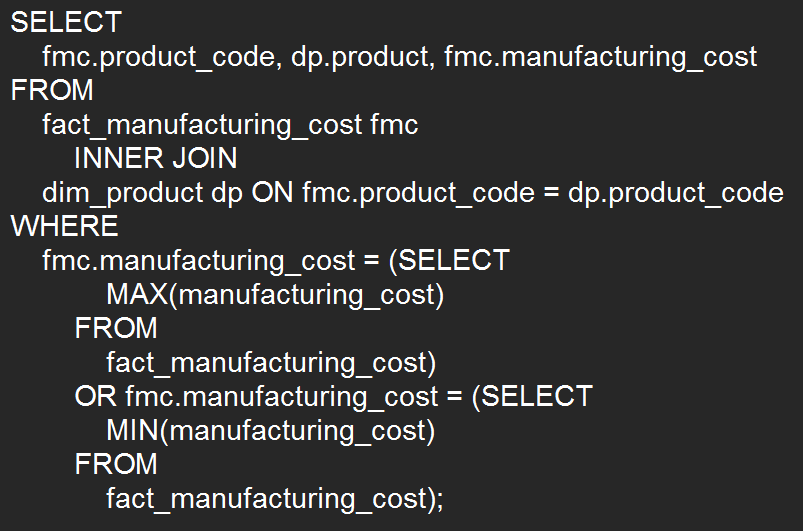 SELECT
fmc.product_code, dp.product, fmc.manufacturing_cost
FROM
fact_manufacturing_cost fmc
INNER JOIN
dim_product dp ON fmc.product_code = dp.product_code
WHERE
fmc.manufacturing_cost = (SELECT
MAX(manufacturing_cost)
FROM
fact_manufacturing_cost)
OR fmc.manufacturing_cost = (SELECT
MIN(manufacturing_cost)
FROM
fact_manufacturing_cost);